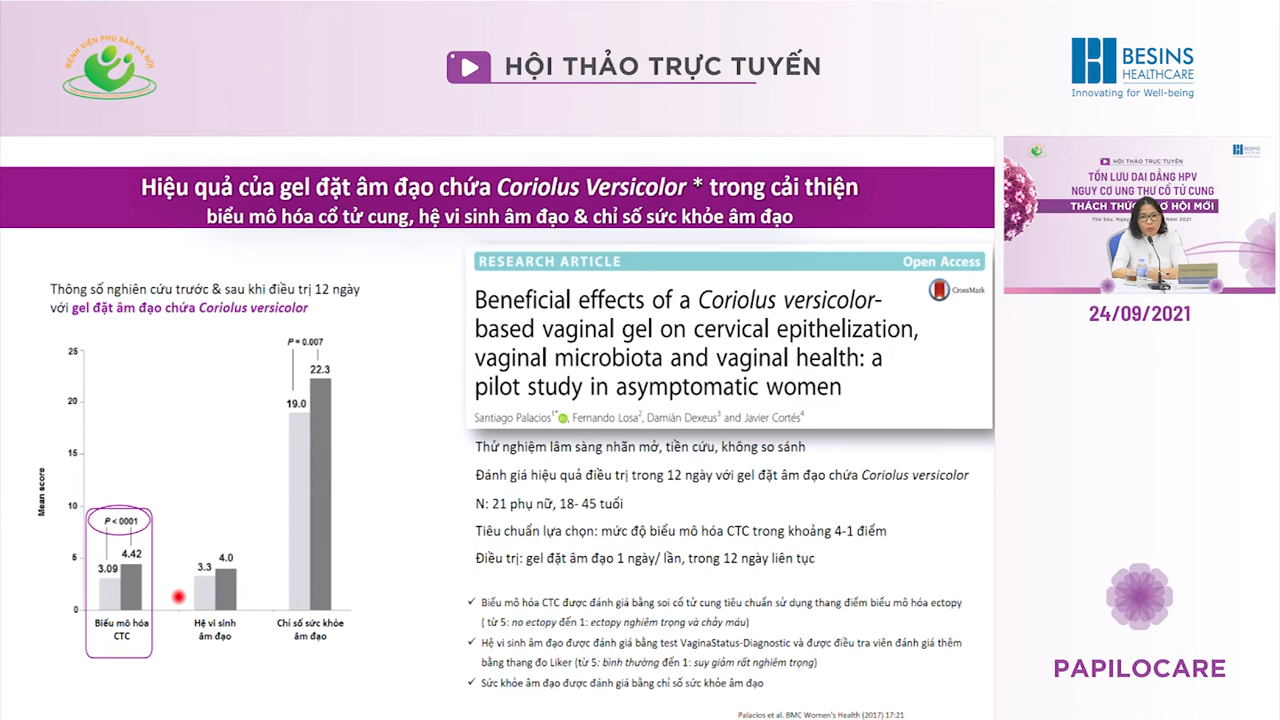 BỆNH VIỆN PHỤ SẢN HÀ NỘI
HỘI THẢO TRỰC TUYẾN
BESINS
HEALTHCARE
Innovating for Well-being
Hiệu quả của gel đặt âm đạo chứa Coriolus Versicolor * trong cải thiện
biểu mô hóa cổ tử cung, hệ vi sinh âm đạo & chỉ số sức khỏe âm đạo
Thông số nghiên cứu trước & sau khi điều trị 12 ngày
với gel đặt âm đạo chứa Coriolus versicolor
Mean score
25
20
15
10
5
0
P < 0001
3.09
4.42
3.3
4.0
P = 0.007
19.0
22.3
Biểu mô hóa
CTC
Hệ vi sinh
âm đạo
Chỉ số sức khỏe
âm đạo
RESEARCH ARTICLE
Open Access
CrossMark
Beneficial effects of a Coriolus versicolor-
based vaginal gel on cervical epithelization,
vaginal microbiota and vaginal health: a
pilot study in asymptomatic women
Santiago Palacios1*, Fernando Losa2, Damián Dexeus3 and Javier Cortés4
Thử nghiệm lâm sàng nhãn mở, tiền cứu, không so sánh
Đánh giá hiệu quả điều trị trong 12 ngày với gel đặt âm đạo chứa Coriolus versicolor
N: 21 phụ nữ, 18- 45 tuổi
Tiêu chuẩn lựa chọn: mức độ biểu mô hóa CTC trong khoảng 4-1 điểm
Điều trị: gel đặt âm đạo 1 ngày/ lần, trong 12 ngày liên tục
✓ Biểu mô hóa CTC được đánh giá bằng soi cổ tử cung tiêu chuẩn sử dụng thang điểm biểu mô hóa ectopy
( từ 5: no ectopy đến 1: ectopy nghiêm trọng và chảy máu)
✓ Hệ vi sinh âm đạo được đánh giá bằng test VaginaStatus-Diagnostic và được điều tra viên đánh giá thêm
bằng thang đo Liker (từ 5: bình thường đến 1: suy giảm rất nghiêm trọng)
✓ Sức khỏe âm đạo được đánh giá bằng chỉ số sức khỏe âm đạo
Palacios et al. BMC Women's Health (2017) 17:21
HỘI THẢO TRỰC TUYẾN
BESINS
TỒN LƯU DAI DẲNG HPV
NGUY CƠ UNG THƯ CỔ TỬ CUNG
THÁCH THỨC
HỘI MỚI
24/09/2021
PAPILOCARE